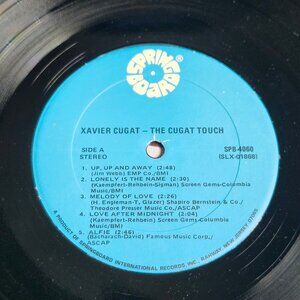 SPRING
BOARD
XAVIER CUGAT – THE CUGAT TOUCH
SIDE A
STEREO
SPB-4060
(SLX-01866)
1. UP, UP AND AWAY (2:48)
(Jim Webb) EMP Co./BMI
2. LONELY IS THE NAME (2:30)
(Kaempfert-Rehbein-Sigman) Screen Gems-Columbia
Music/BMI
3. MELODY OF LOVE (2:24)
(H. Engleman-T. Glazer) Shapiro Bernstein & Co./
Theodore Presser Co./ASCAP
4. LOVE AFTER MIDNIGHT (2:04)
(Kaempfert-Rehbein) Screen Gems-Columbia
Music/BMI
5. ALFIE (2:46)
(Bacharach-David) Famous Music Corp./
ASCAP
A PRODUCT OF SPRINGBOARD INTERNATIONAL RECORDS, INC., RAHWAY, NEW JERSEY 07065